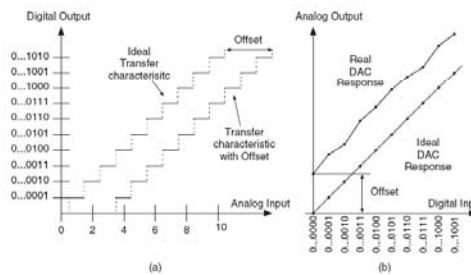 Digital Output
0...1010
0...1001
0...1000
0...0111
0...0110
0...0101
0...0100
0...0011
0...0010
0...0001
Ideal
Transfer
characterisitc
Offset
Transfer
characteristic
with Offset
Analog Input
0 2 4 6 8 10
(a)
Analog Output
Real
DAC
Response
Ideal
DAC
Response
Offset
Digital Input
0...0000
0...0001
0...0010
0...0011
0...0100
0...0101
0...0110
0...0111
0...1000
0...1001
(b)